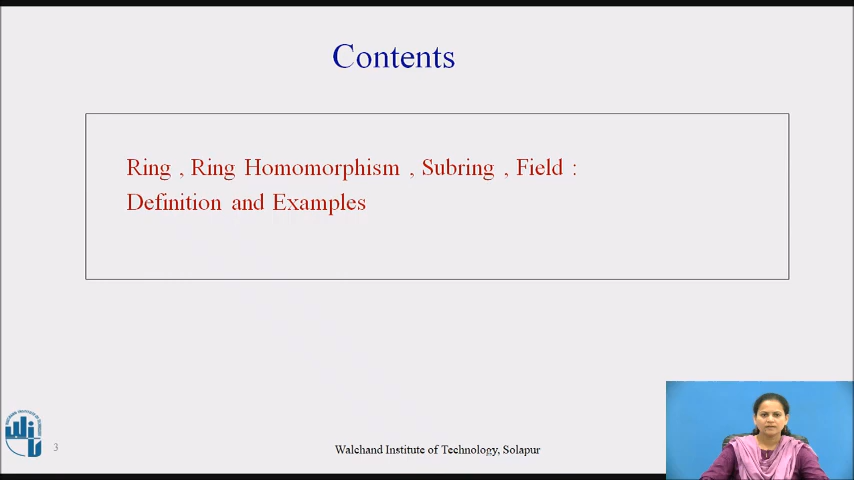 Contents
Ring , Ring Homomorphism , Subring , Field :
Definition and Examples
3
Walchand Institute of Technology, Solapur